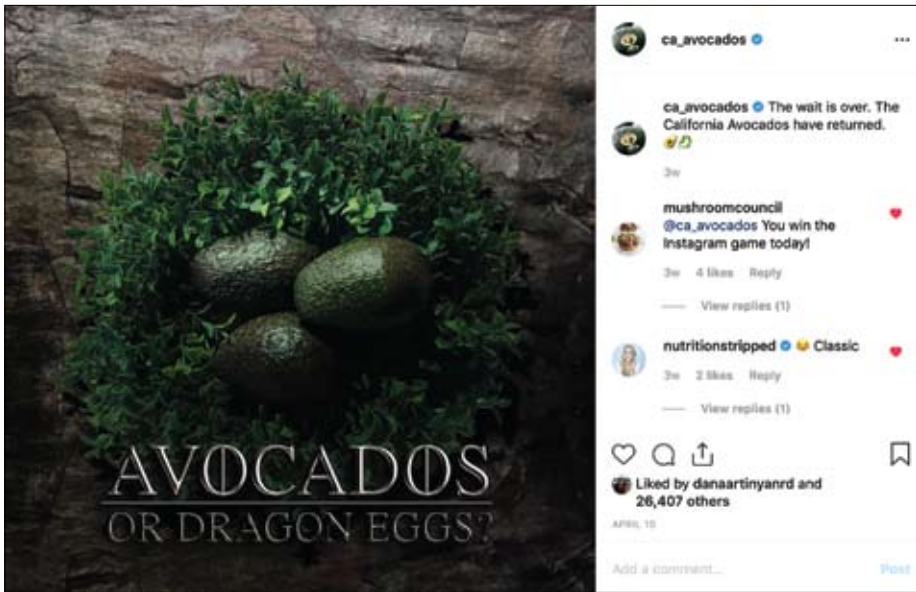 AVOCADOS
OR DRAGON EGGS?
ca_avocados
ca_avocados The wait is over. The
California Avocados have returned.
3w
mushroomcouncil
@ca_avocados You win the
Instagram game today!
3w 4 likes Reply
View replies (1)
nutritionstripped Classic
3w 2 likes Reply
View replies (1)
Liked by danaartinyanrd and
26,407 others
APRIL 15
Add a comment... Post